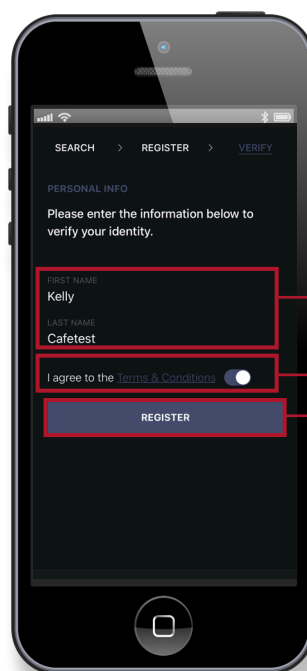 SEARCH > REGISTER > VERIFY
PERSONAL INFO
Please enter the information below to
verify your identity.
FIRST NAME
Kelly
LAST NAME
Cafetest
I agree to the Terms & Conditions
REGISTER